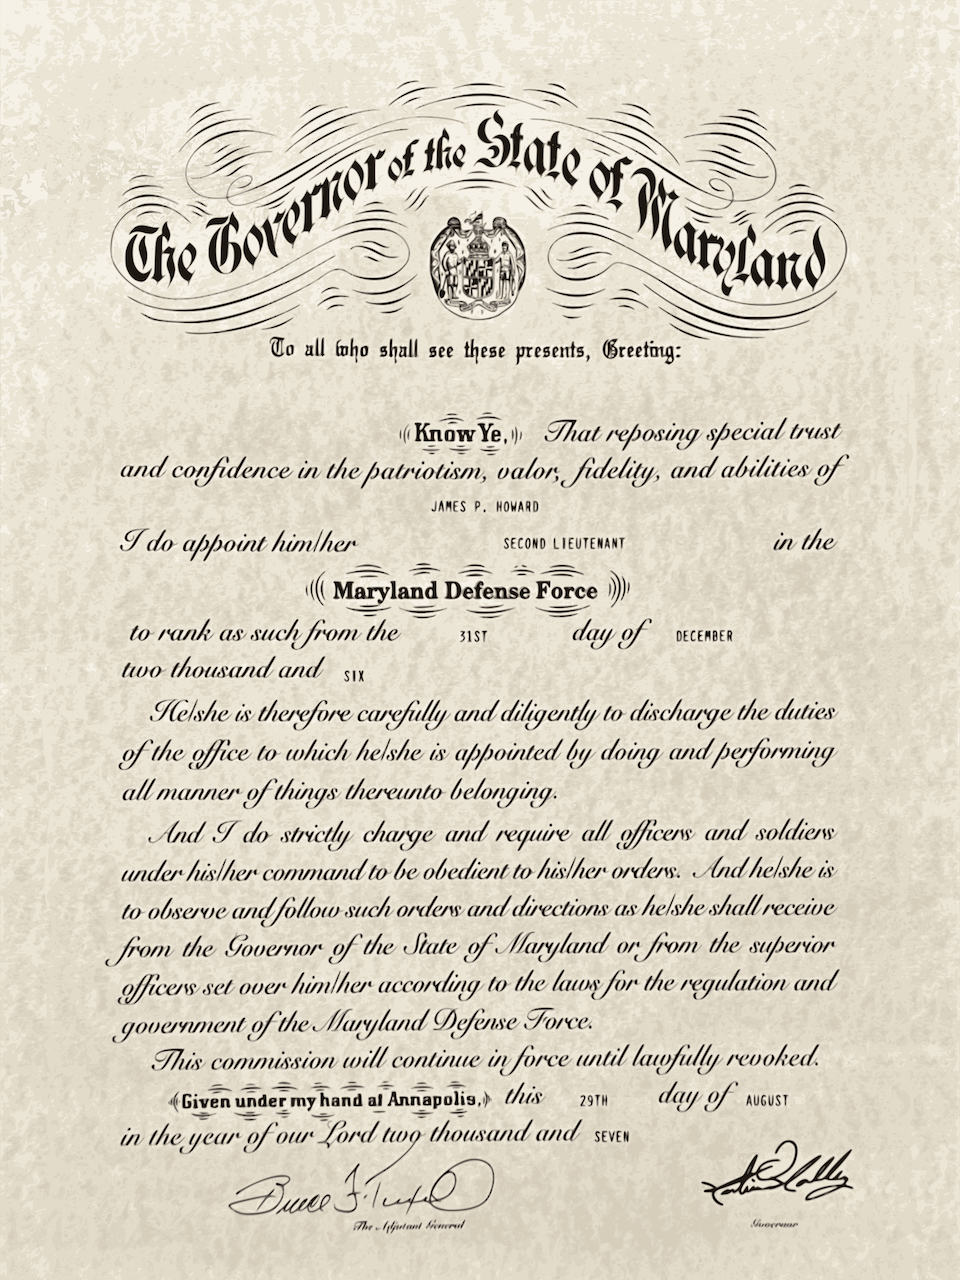 The Governor of the State of Maryland
To all who shall see these presents, Greeting:
Know Ye, That reposing special trust
and confidence in the patriotism, valor, fidelity, and abilities of
JAMES P. HOWARD
I do appoint him/her SECOND LIEUTENANT in the
Maryland Defense Force
to rank as such from the 31ST day of DECEMBER
two thousand and SIX
He/she is therefore carefully and diligently to discharge the duties
of the office to which he/she is appointed by doing and performing
all manner of things thereunto belonging.
And I do strictly charge and require all officers and soldiers
under his/her command to be obedient to his/her orders. And he/she is
to observe and follow such orders and directions as he/she shall receive
from the Governor of the State of Maryland or from the superior
officers set over him/her according to the laws for the regulation and
government of the Maryland Defense Force.
This commission will continue in force until lawfully revoked.
Given under my hand at Annapolis, this 29TH day of AUGUST
in the year of our Lord two thousand and SEVEN
Bruce F.
The Adjutant General
Governor